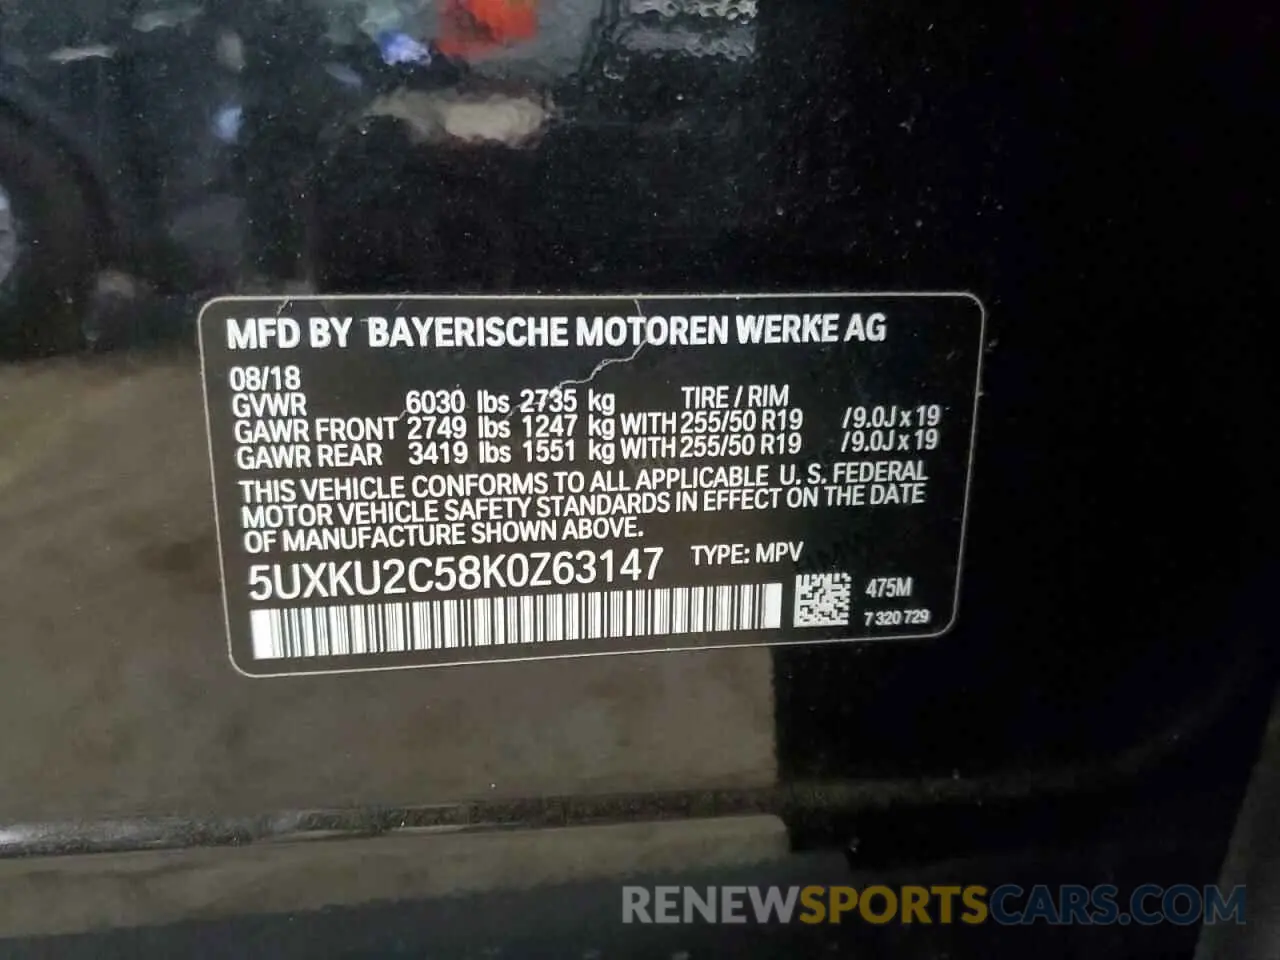 MFD BY BAYERISCHE MOTOREN WERKE AG
08/18
GVWR 6030 lbs 2735 kg TIRE / RIM
GAWR FRONT 2749 lbs 1247 kg WITH 255/50 R19 /9.0J x 19
GAWR REAR 3419 lbs 1551 kg WITH 255/50 R19 /9.0J x 19
THIS VEHICLE CONFORMS TO ALL APPLICABLE U. S. FEDERAL
MOTOR VEHICLE SAFETY STANDARDS IN EFFECT ON THE DATE
OF MANUFACTURE SHOWN ABOVE.
5UXKU2C58K0Z63147 TYPE: MPV
475M
7 320 729
RENEWSPORTSCARS.COM